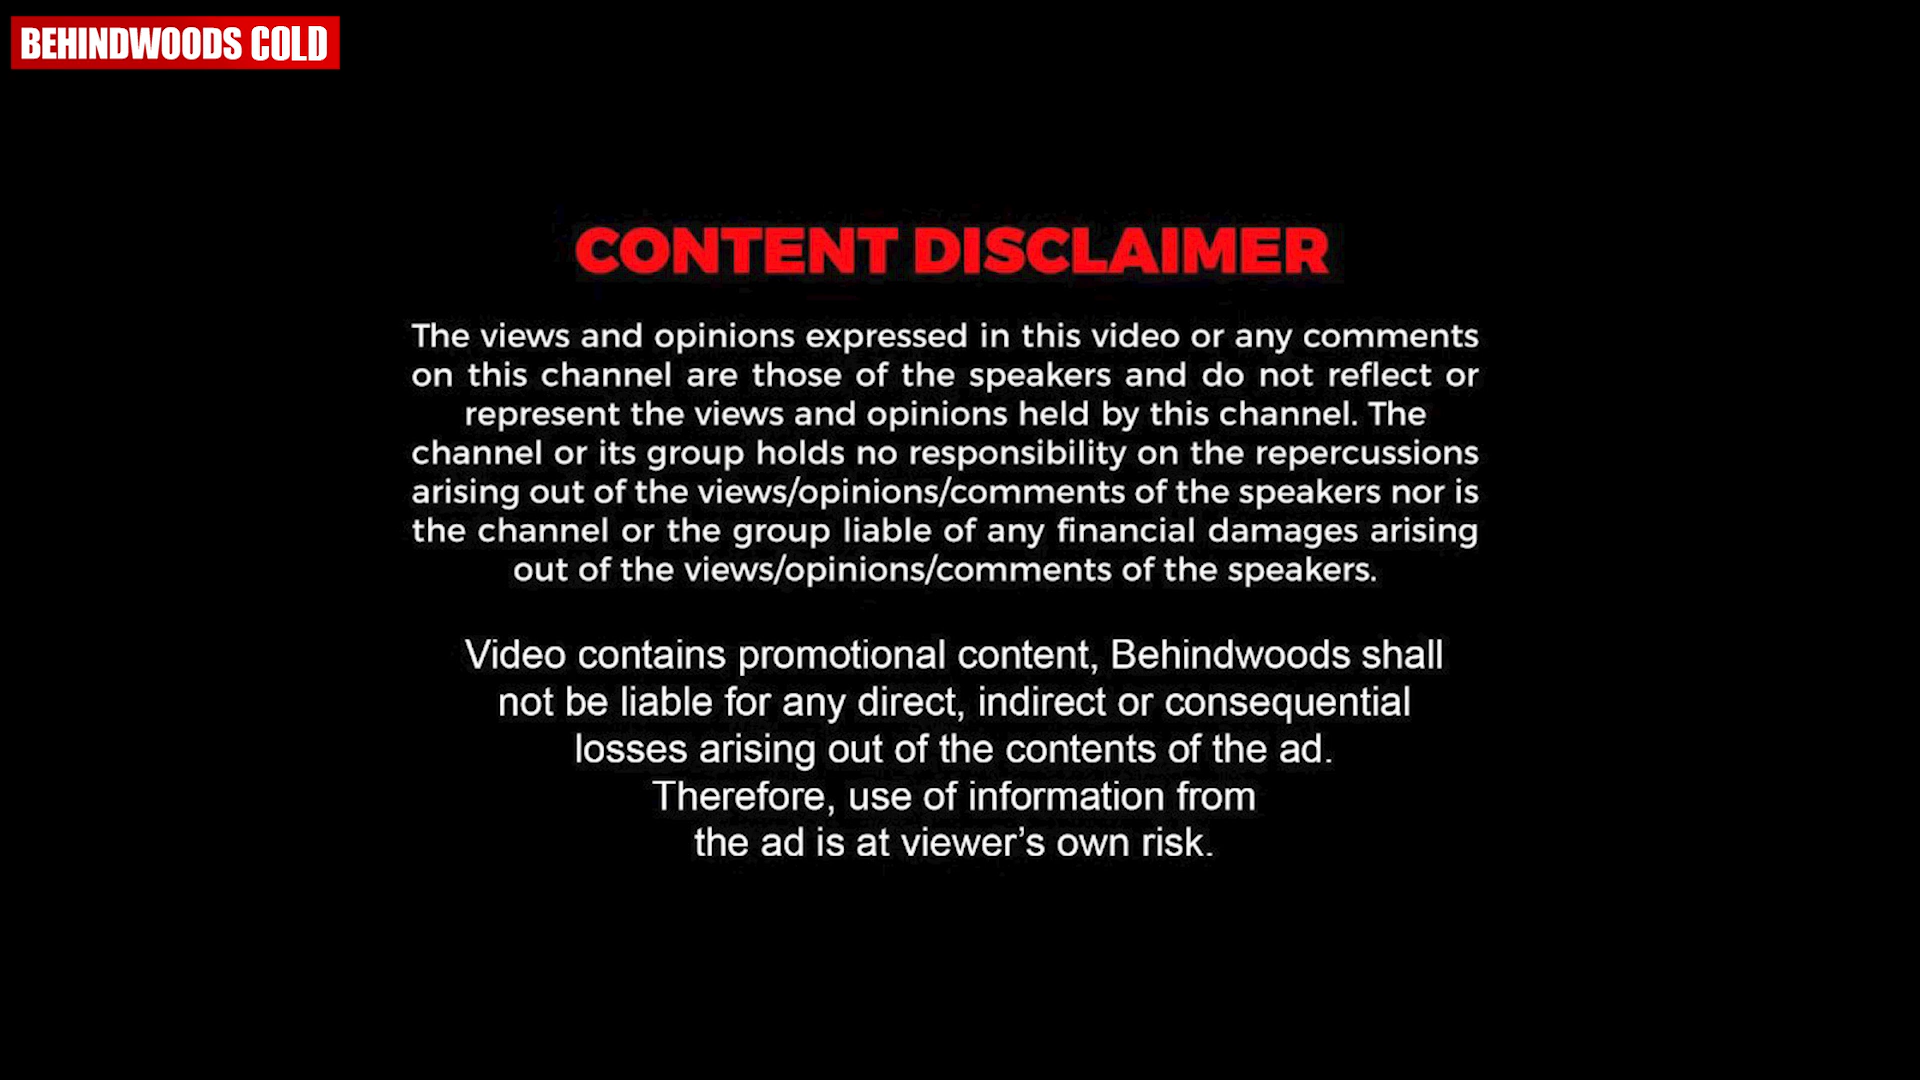 BEHINDWOODS COLD
CONTENT DISCLAIMER
The views and opinions expressed in this video or any comments
on this channel are those of the speakers and do not reflect or
represent the views and opinions held by this channel. The
channel or its group holds no responsibility on the repercussions
arising out of the views/opinions/comments of the speakers nor is
the channel or the group liable of any financial damages arising
out of the views/opinions/comments of the speakers.
Video contains promotional content, Behindwoods shall
not be liable for any direct, indirect or consequential
losses arising out of the contents of the ad.
Therefore, use of information from
the ad is at viewer’s own risk.